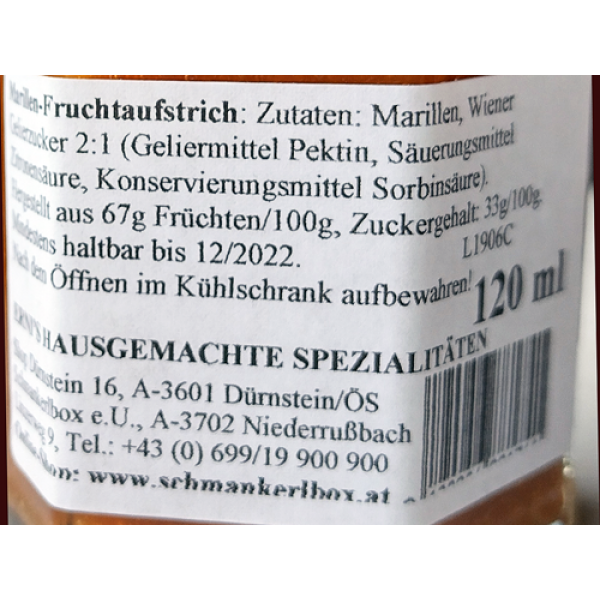 Marillen-Fruchtaufstrich: Zutaten: Marillen, Wiener
Gelierzucker 2:1 (Geliermittel Pektin, Säuerungsmittel
Zitronensäure, Konservierungsmittel Sorbinsäure).
Hergestellt aus 67g Früchten/100g, Zuckergehalt: 33g/100g.
Mindestens haltbar bis 12/2022. L1906C
Nach dem Öffnen im Kühlschrank aufbewahren! 120 ml
HAUSGEMACHTE SPEZIALITÄTEN
Dürnstein 16, A-3601 Dürnstein/ÖS
Schmankerlbox e.U., A-3702 Niederrußbach
9, Tel.: +43 (0) 699/19 900 900
www.schmankerlbox.at